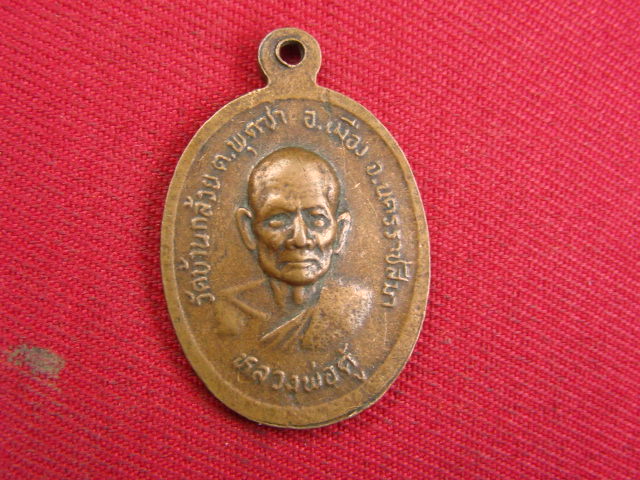 วัดบ้านกล้วย ต.พุดซา อ.เมือง จ.นครราชสีมา
หลวงพ่อคู้